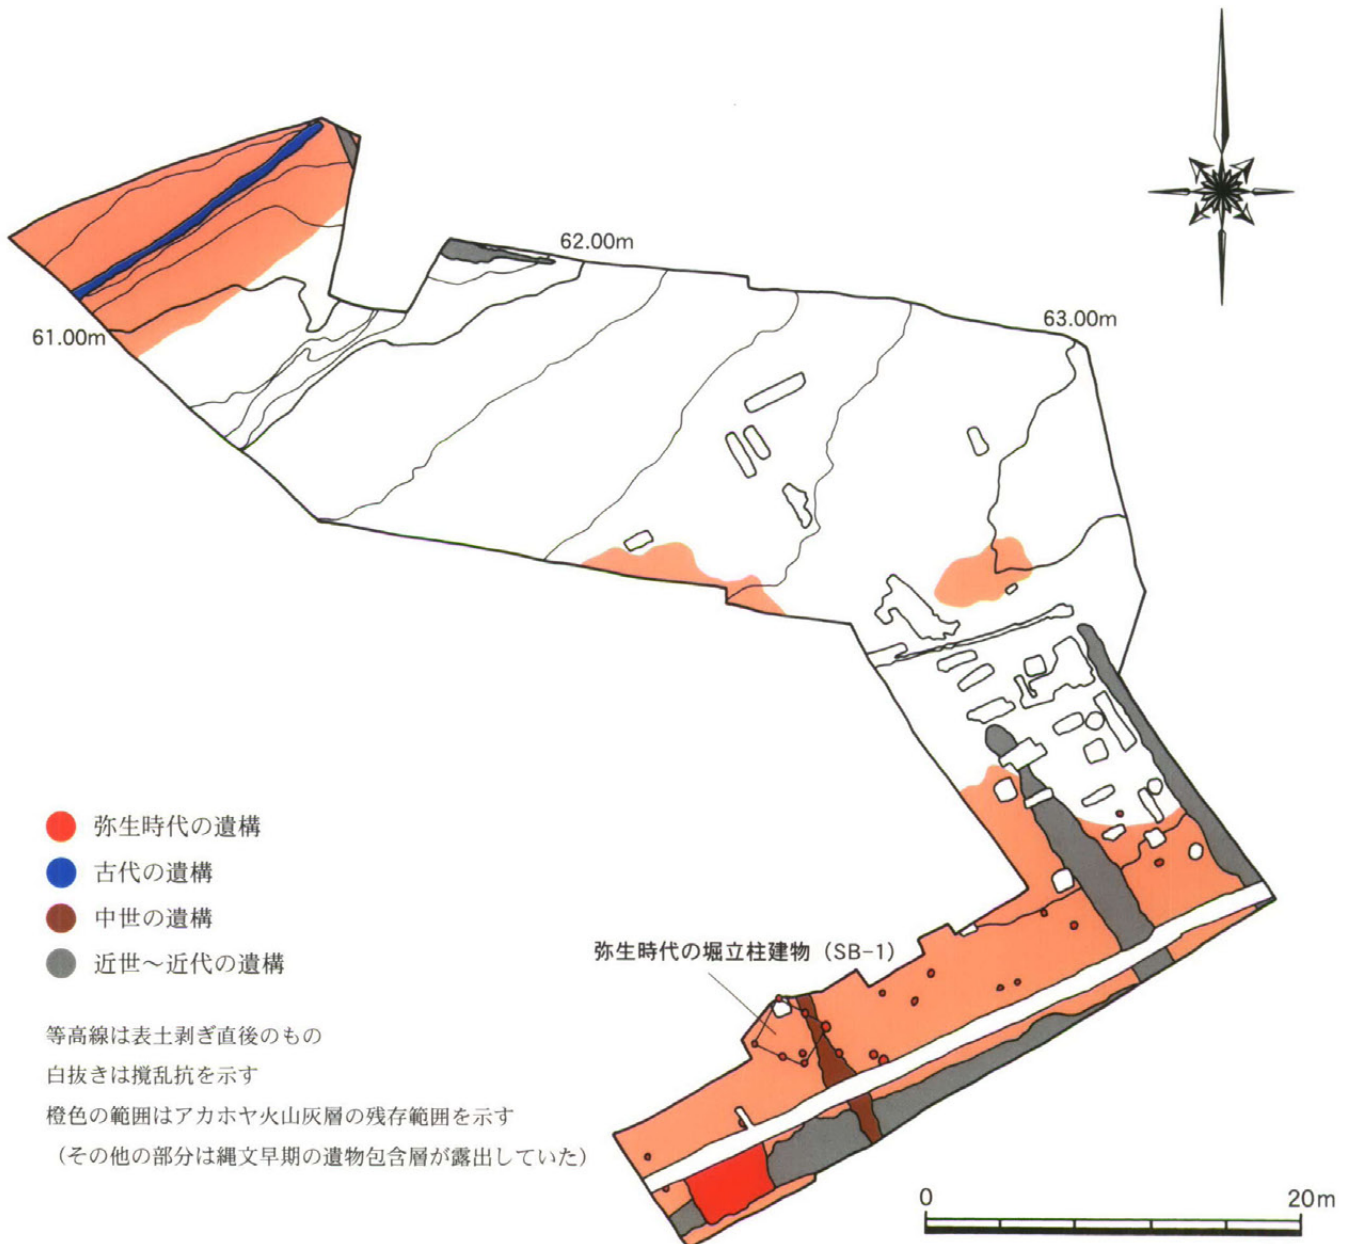 62.00m
63.00m
61.00m
弥生時代の遺構
古代の遺構
中世の遺構
近世～近代の遺構
弥生時代の堀立柱建物（SB-1）
等高線は表土剥ぎ直後のもの
白抜きは撹乱抗を示す
橙色の範囲はアカホヤ火山灰層の残存範囲を示す
（その他の部分は縄文早期の遺物包含層が露出していた）
0 20m